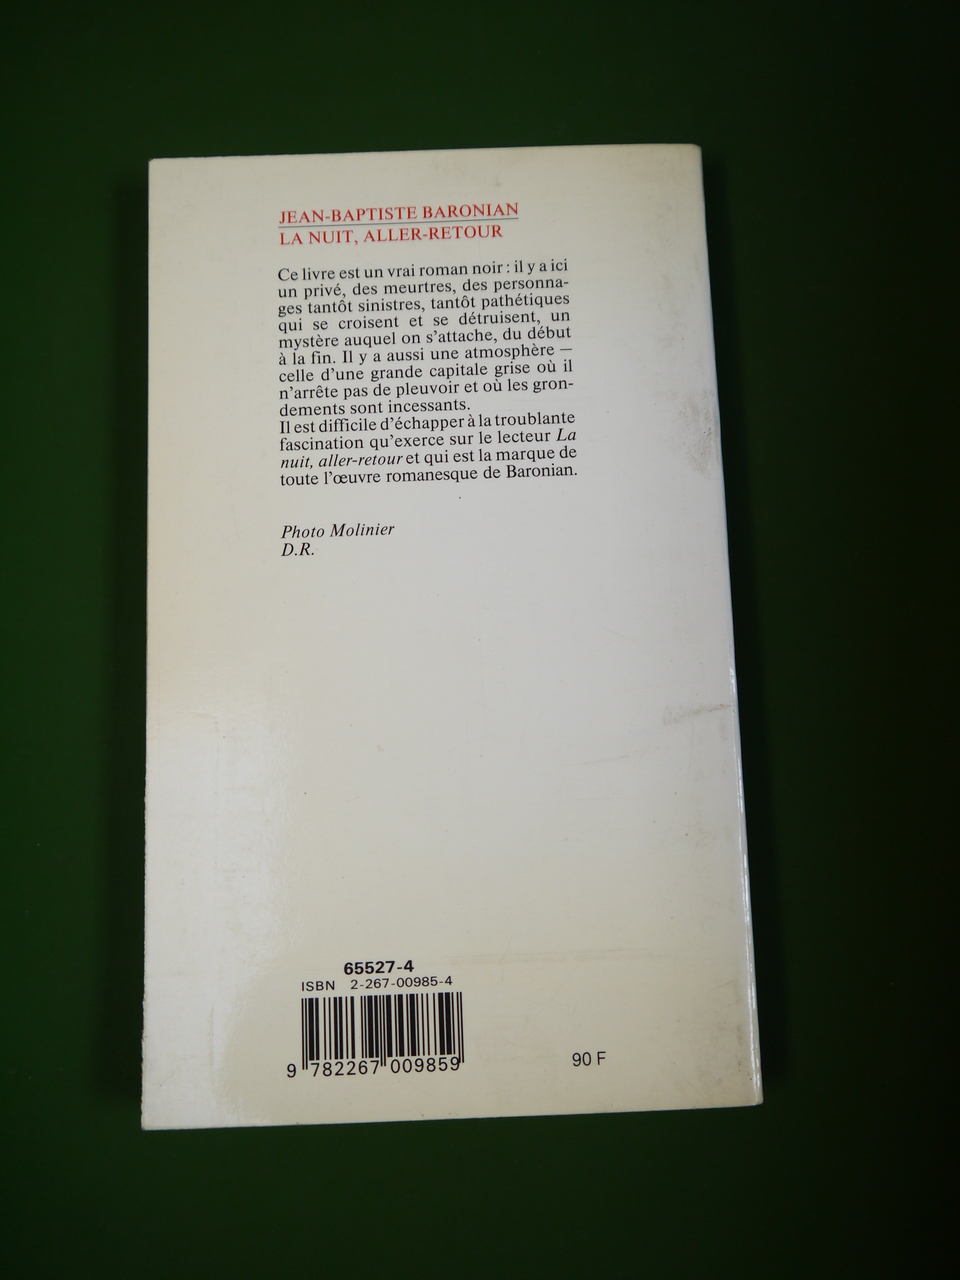 JEAN-BAPTISTE BARONIAN
LA NUIT, ALLER-RETOUR
Ce livre est un vrai roman noir : il y a ici
un privé, des meurtres, des personna-
ges tantôt sinistres, tantôt pathétiques
qui se croisent et se détruisent, un
mystère auquel on s'attache, du début
à la fin. Il y a aussi une atmosphère —
celle d'une grande capitale grise où il
n'arrête pas de pleuvoir et où les gron-
dements sont incessants.
Il est difficile d'échapper à la troublante
fascination qu'exerce sur le lecteur La
nuit, aller-retour et qui est la marque de
toute l'œuvre romanesque de Baronian.
Photo Molinier
D.R.
65527-4
ISBN 2-267-00985-4
9 782267 009859
90 F